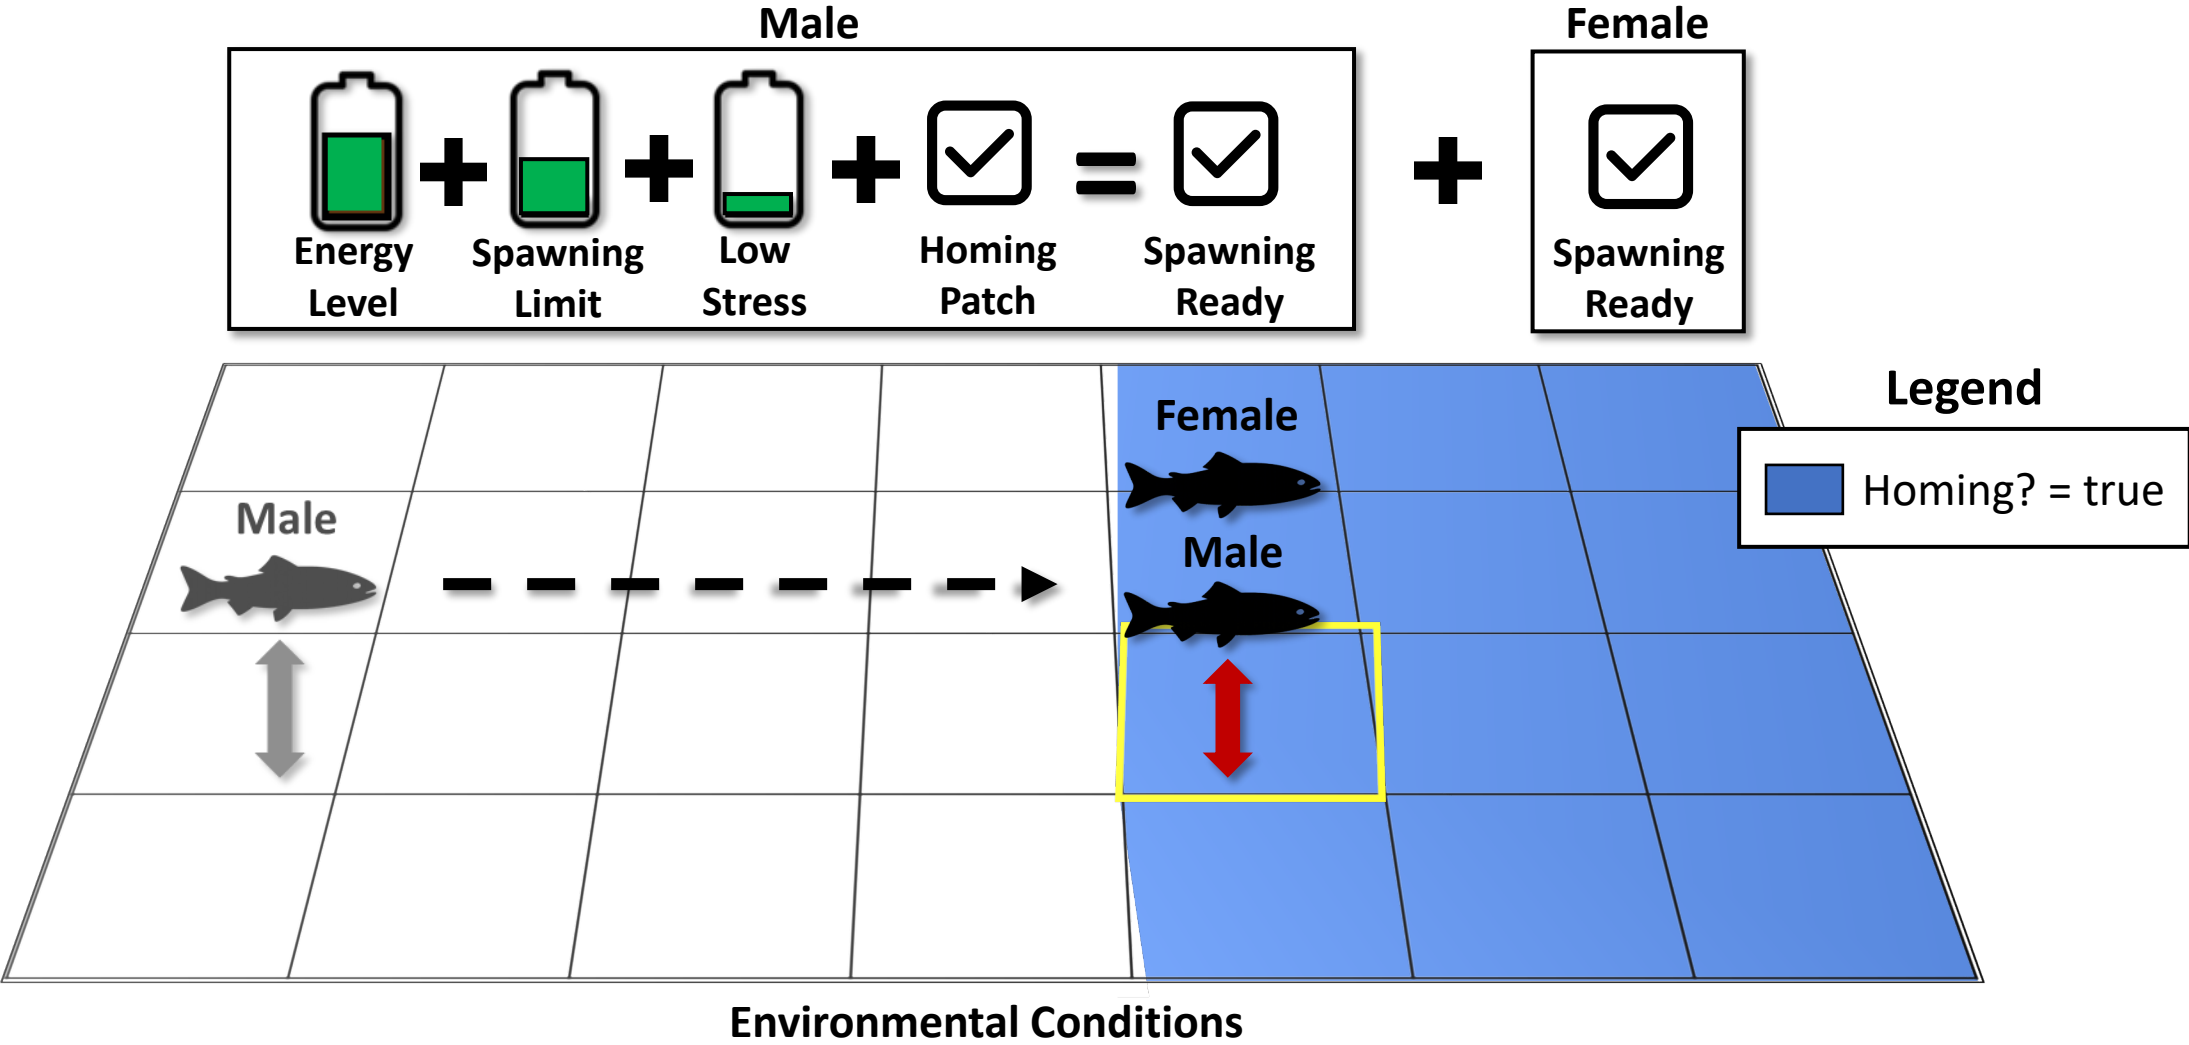 Male
Female
Energy
Level
Spawning
Limit
Low
Stress
Homing
Patch
Spawning
Ready
Spawning
Ready
Legend
Homing? = true
Female
Male
Male
Environmental Conditions